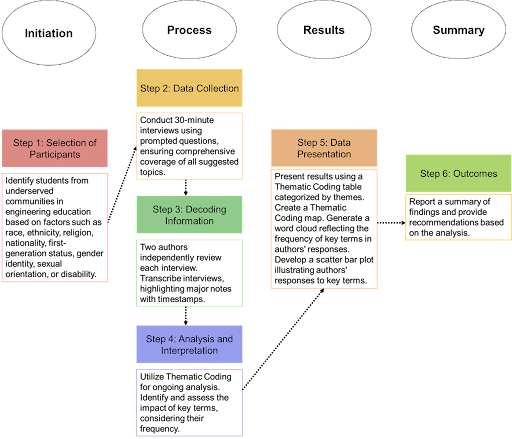 Initiation
Process
Results
Summary
Step 1: Selection of
Participants
Identify students from
underserved
communities in
engineering education
based on factors such as
race, ethnicity, religion,
nationality, first-
generation status, gender
identity, sexual
orientation, or disability.
Step 2: Data Collection
Conduct 30-minute
interviews using
prompted questions,
ensuring comprehensive
coverage of all suggested
topics.
Step 3: Decoding
Information
Two authors
independently review
each interview.
Transcribe interviews,
highlighting major notes
with timestamps.
Step 4: Analysis and
Interpretation
Utilize Thematic Coding
for ongoing analysis.
Identify and assess the
impact of key terms,
considering their
frequency.
Step 5: Data
Presentation
Present results using a
Thematic Coding table
categorized by themes.
Create a Thematic
Coding map. Generate a
word cloud reflecting the
frequency of key terms in
authors' responses.
Develop a scatter bar plot
illustrating authors'
responses to key terms.
Step 6: Outcomes
Report a summary of
findings and provide
recommendations based
on the analysis.